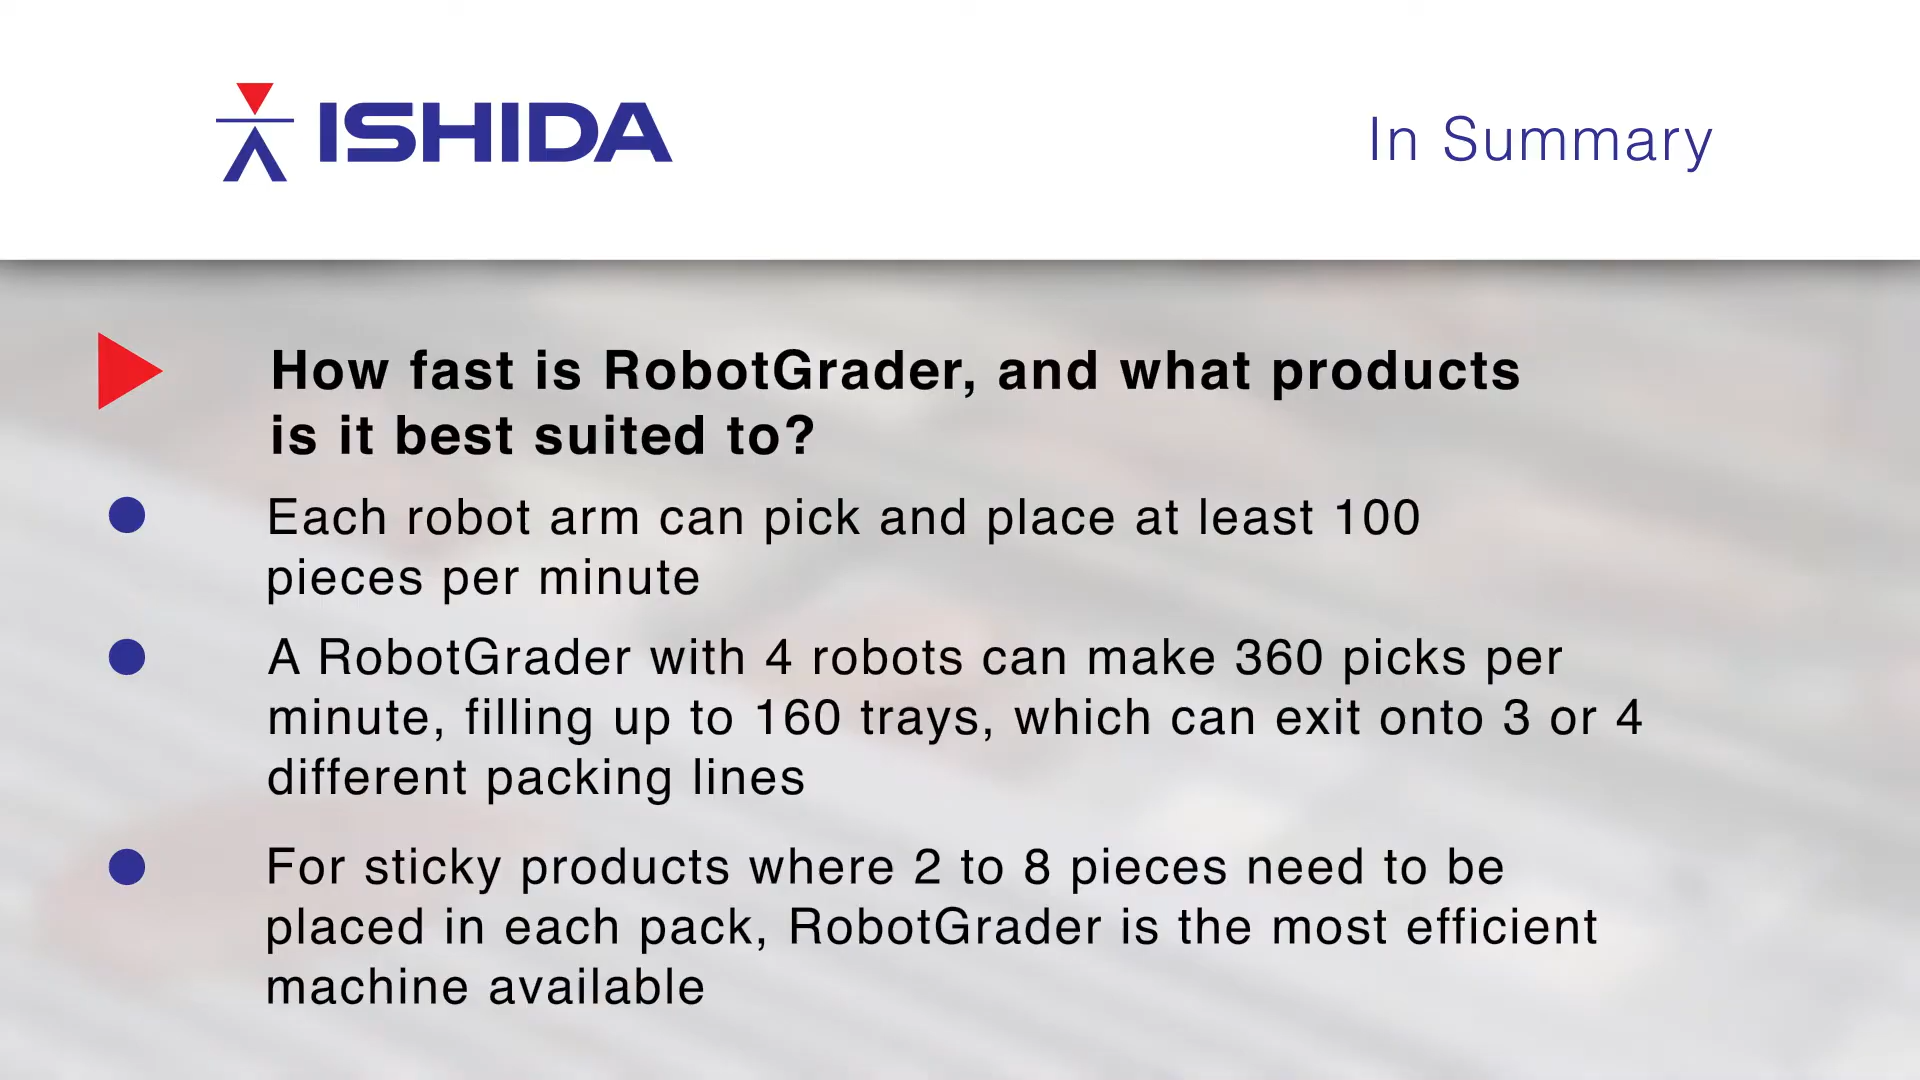 ISHIDA
In Summary
How fast is RobotGrader, and what products
is it best suited to?
Each robot arm can pick and place at least 100
pieces per minute
A RobotGrader with 4 robots can make 360 picks per
minute, filling up to 160 trays, which can exit onto 3 or 4
different packing lines
For sticky products where 2 to 8 pieces need to be
placed in each pack, RobotGrader is the most efficient
machine available